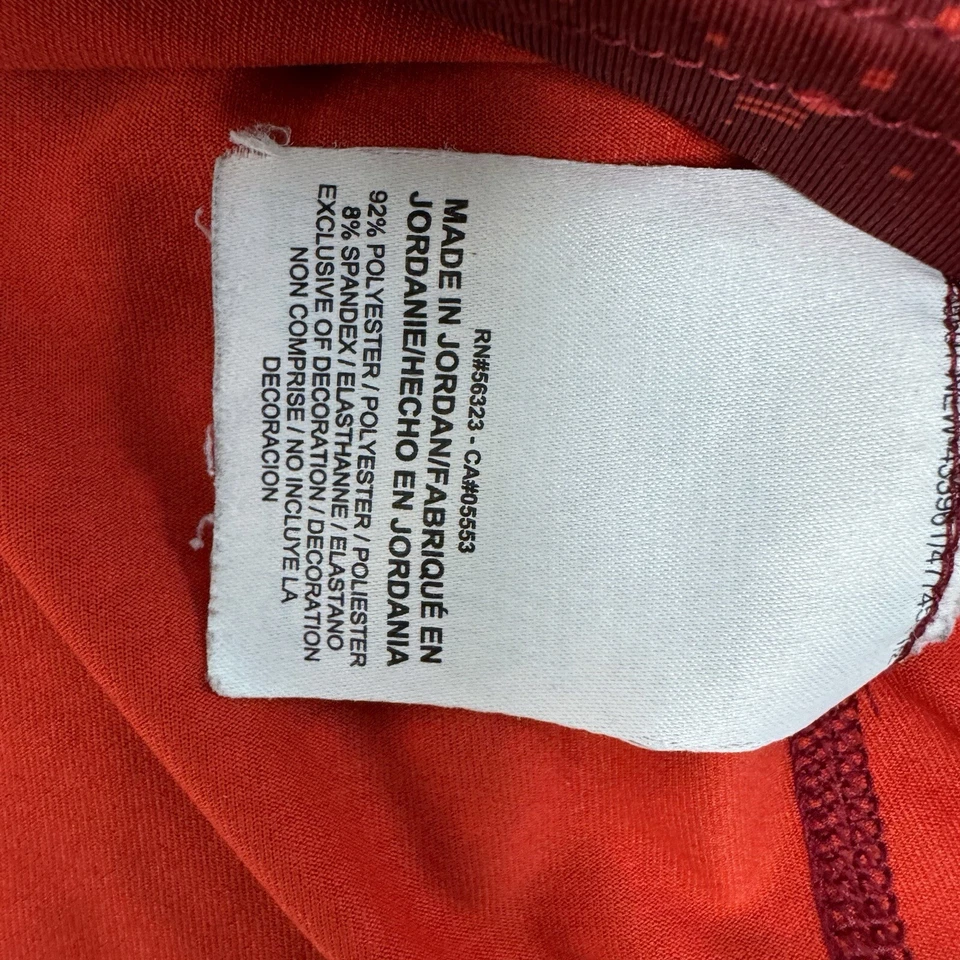 RN#56323 - CA#05553
MADE IN JORDAN/FABRIQUÉ EN
JORDANIE/HECHO EN JORDANIA
92% POLYESTER / POLYESTER / POLIESTER
8% SPANDEX / ELASTHANNE / ELASTANO
EXCLUSIVE OF DECORATION / DECORATION
NON COMPRISE / NO INCLUYE LA
DECORACION